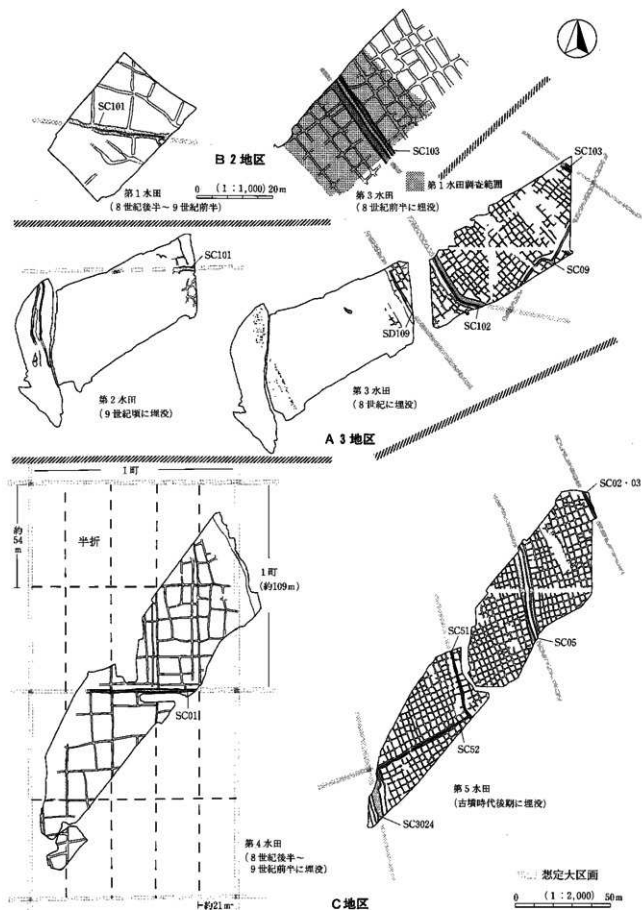 SC101
B 2 地区
第1水田
(8世紀後半〜9世紀前半)
0 (1:1,000) 20m
SC103
第3水田
(8世紀前半に埋没)
第1水田調査範囲
SC103
SC09
SC102
SC101
第2水田
(9世紀頃に埋没)
SD109
第3水田
(8世紀に埋没)
A 3 地区
1町
約54m
半折
1町
(約109m)
SC01
第4水田
(8世紀後半〜
9世紀前半に埋没)
約21m
C 地区
SC02・03
SC05
SC51
SC52
SC3024
第5水田
(古墳時代後期に埋没)
想定大区画
0 (1:2,000) 50m